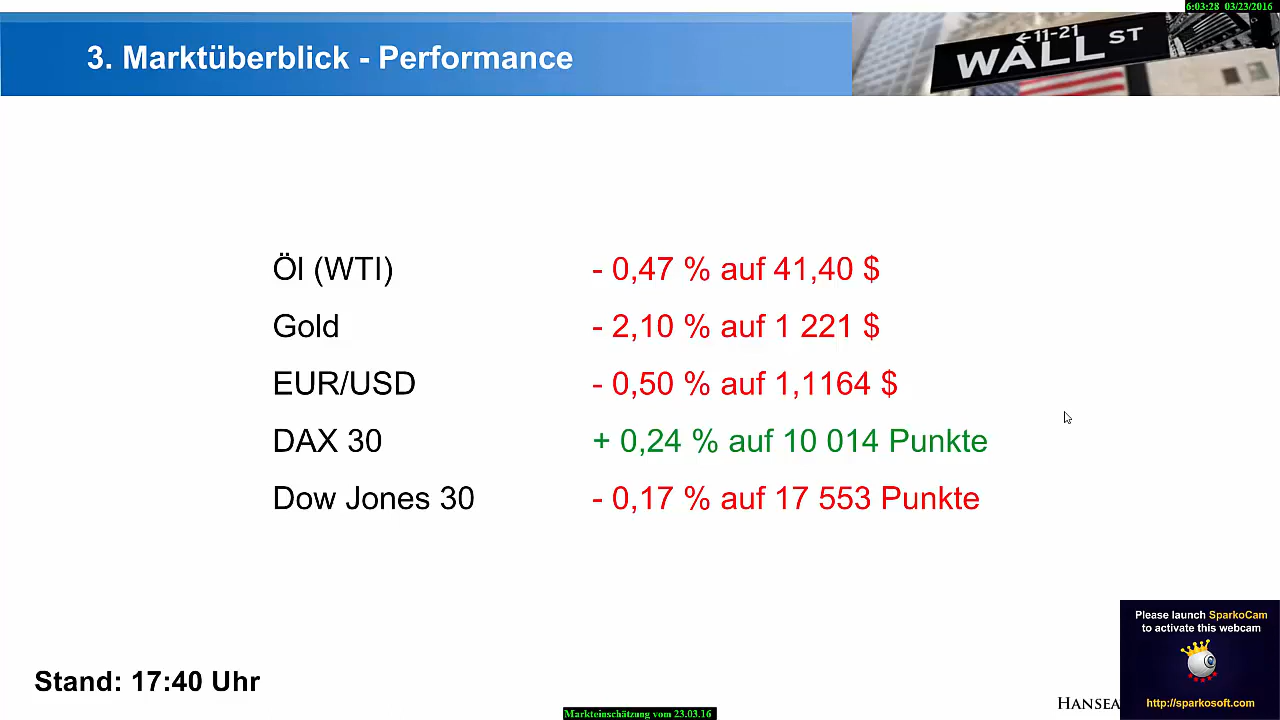 6:03:28 03/23/2016
3. Marktüberblick - Performance
←11-21
WALL ST
Öl (WTI) - 0,47 % auf 41,40 $
Gold - 2,10 % auf 1 221 $
EUR/USD - 0,50 % auf 1,1164 $
DAX 30 + 0,24 % auf 10 014 Punkte
Dow Jones 30 - 0,17 % auf 17 553 Punkte
Please launch SparkoCam
to activate this webcam
http://sparkosoft.com
Stand: 17:40 Uhr
HANSEA
Markteinschätzung vom 23.03.16